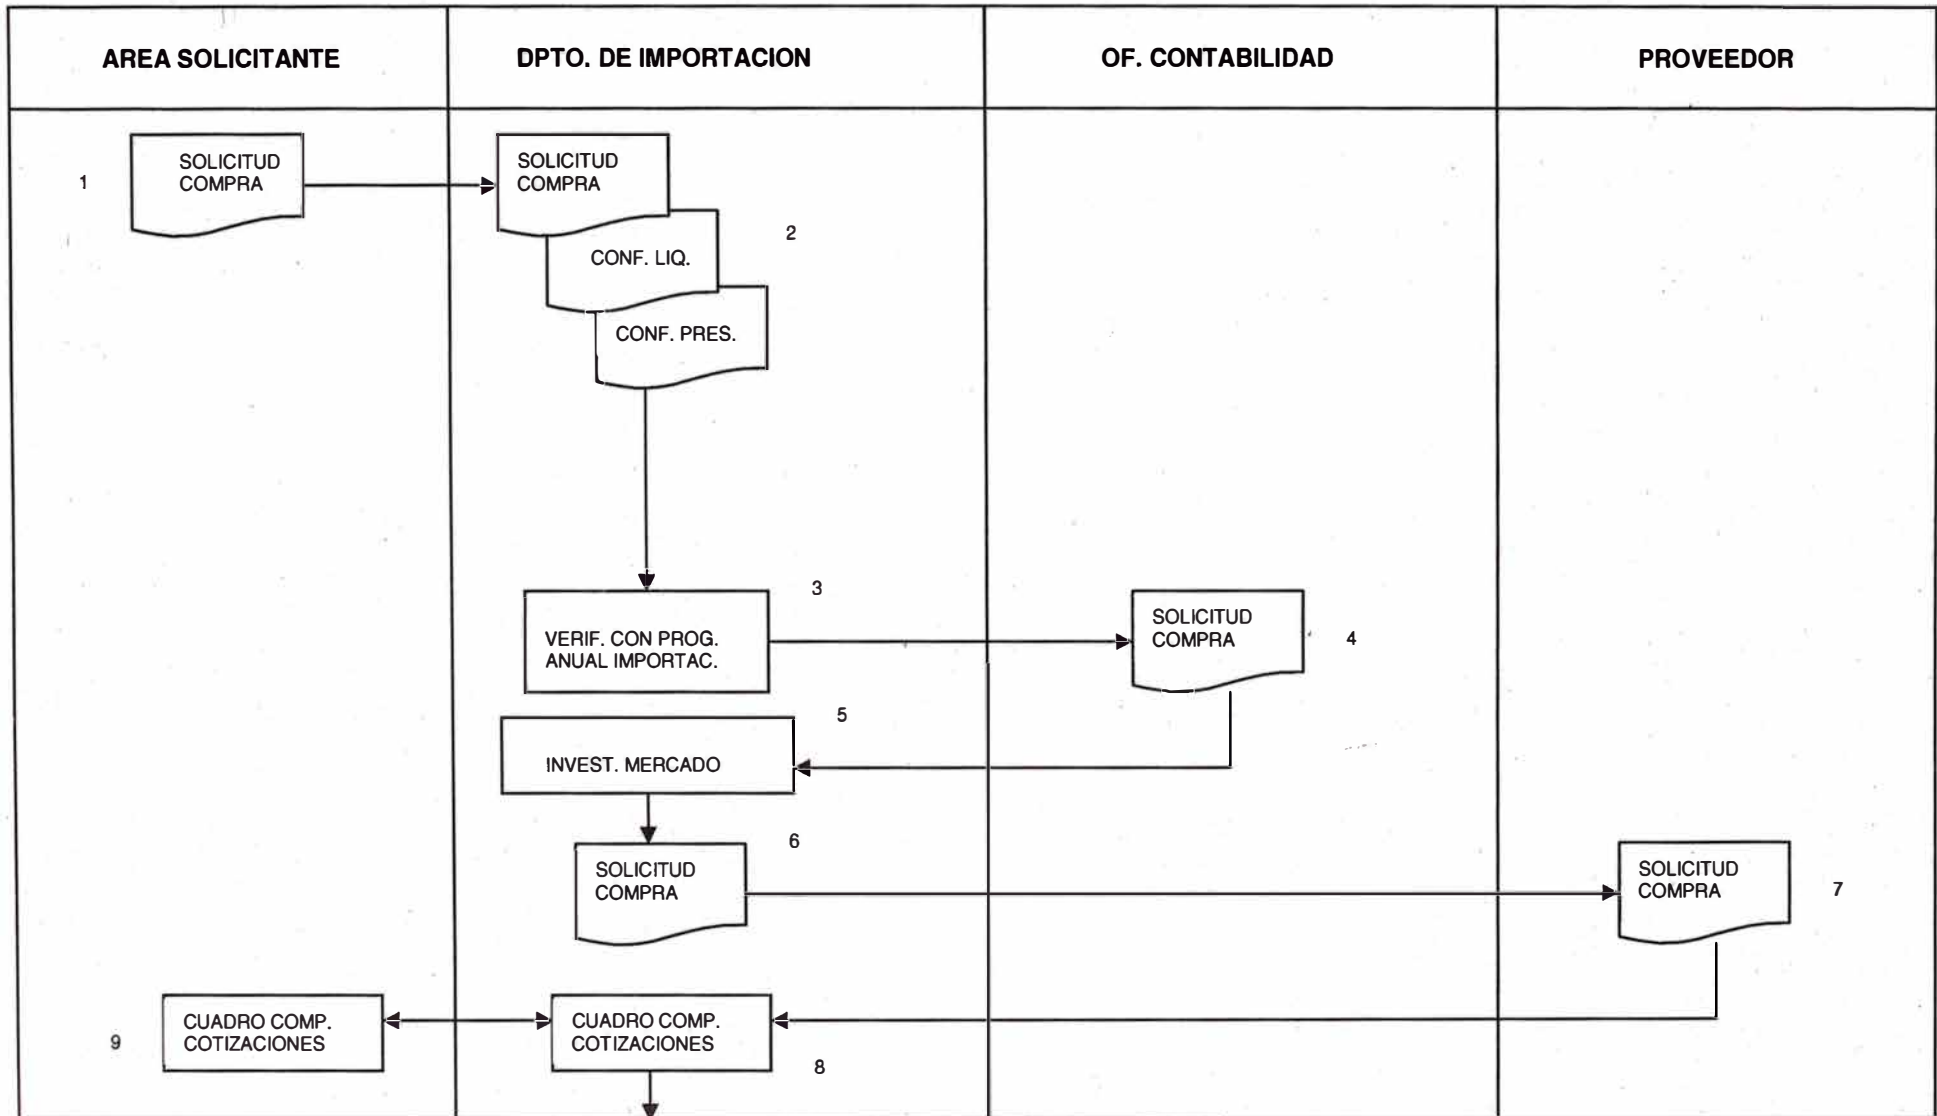 AREA SOLICITANTE
DPTO. DE IMPORTACION
OF. CONTABILIDAD
PROVEEDOR
1
SOLICITUD
COMPRA
SOLICITUD
COMPRA
2
CONF. LIQ.
CONF. PRES.
3
VERIF. CON PROG.
ANUAL IMPORTAC.
SOLICITUD
COMPRA
4
5
INVEST. MERCADO
6
SOLICITUD
COMPRA
SOLICITUD
COMPRA
7
9
CUADRO COMP.
COTIZACIONES
CUADRO COMP.
COTIZACIONES
8